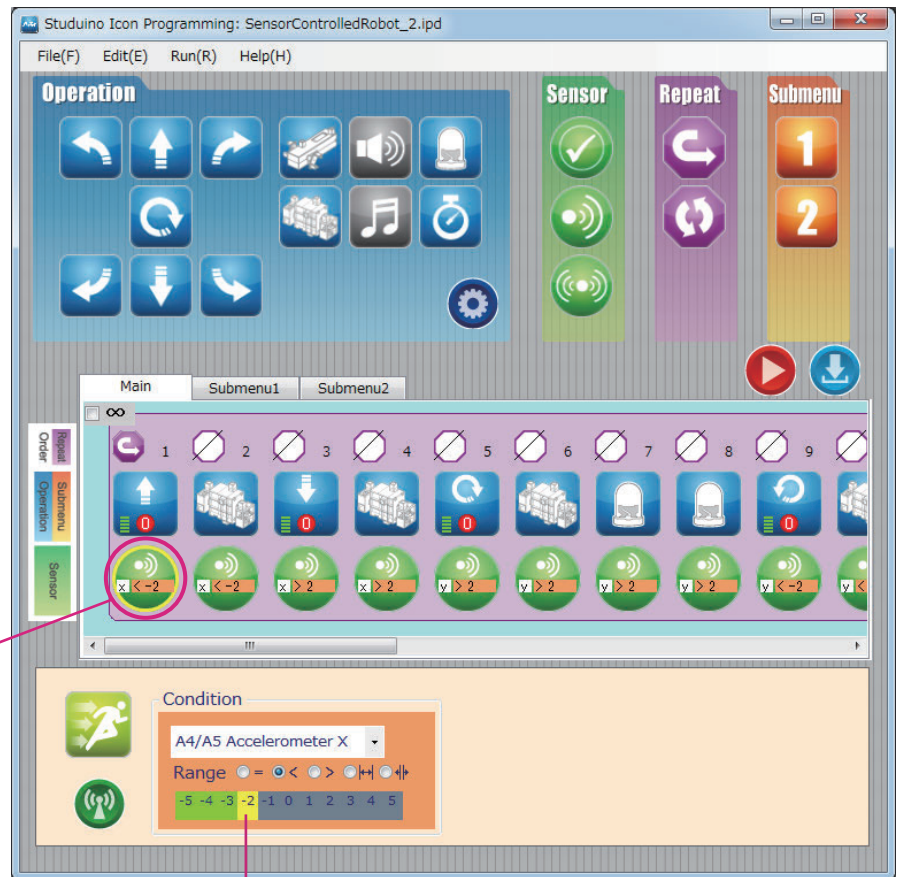 Studuino Icon Programming: SensorControlledRobot_2.ipd
File(F) Edit(E) Run(R) Help(H)
Operation Sensor Repeat Submenu
1
2
Main Submenu1 Submenu2
∞
Repeat
Order
1 2 3 4 5 6 7 8 9
Submenu
Operation
0 0 0 0
Sensor
x < -2 x < -2 x > 2 x > 2 y > 2 y > 2 y > 2 y > 2 y < -2 y <
Condition
A4/A5 Accelerometer X
Range = < >
-5 -4 -3 -2 -1 0 1 2 3 4 5